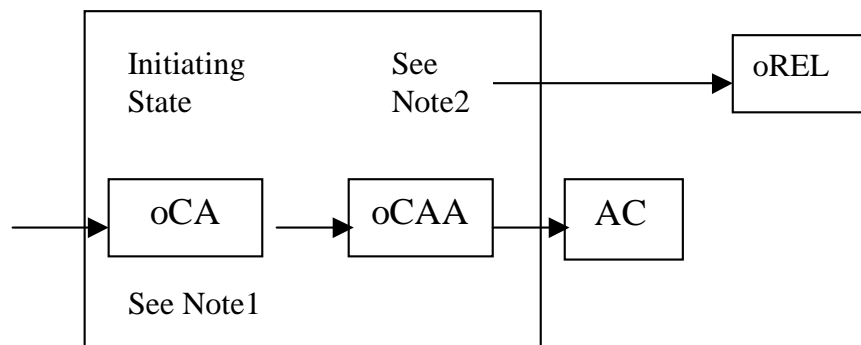 Initiating
State
See
Note2
oREL
oCA
oCAA
AC
See Note1